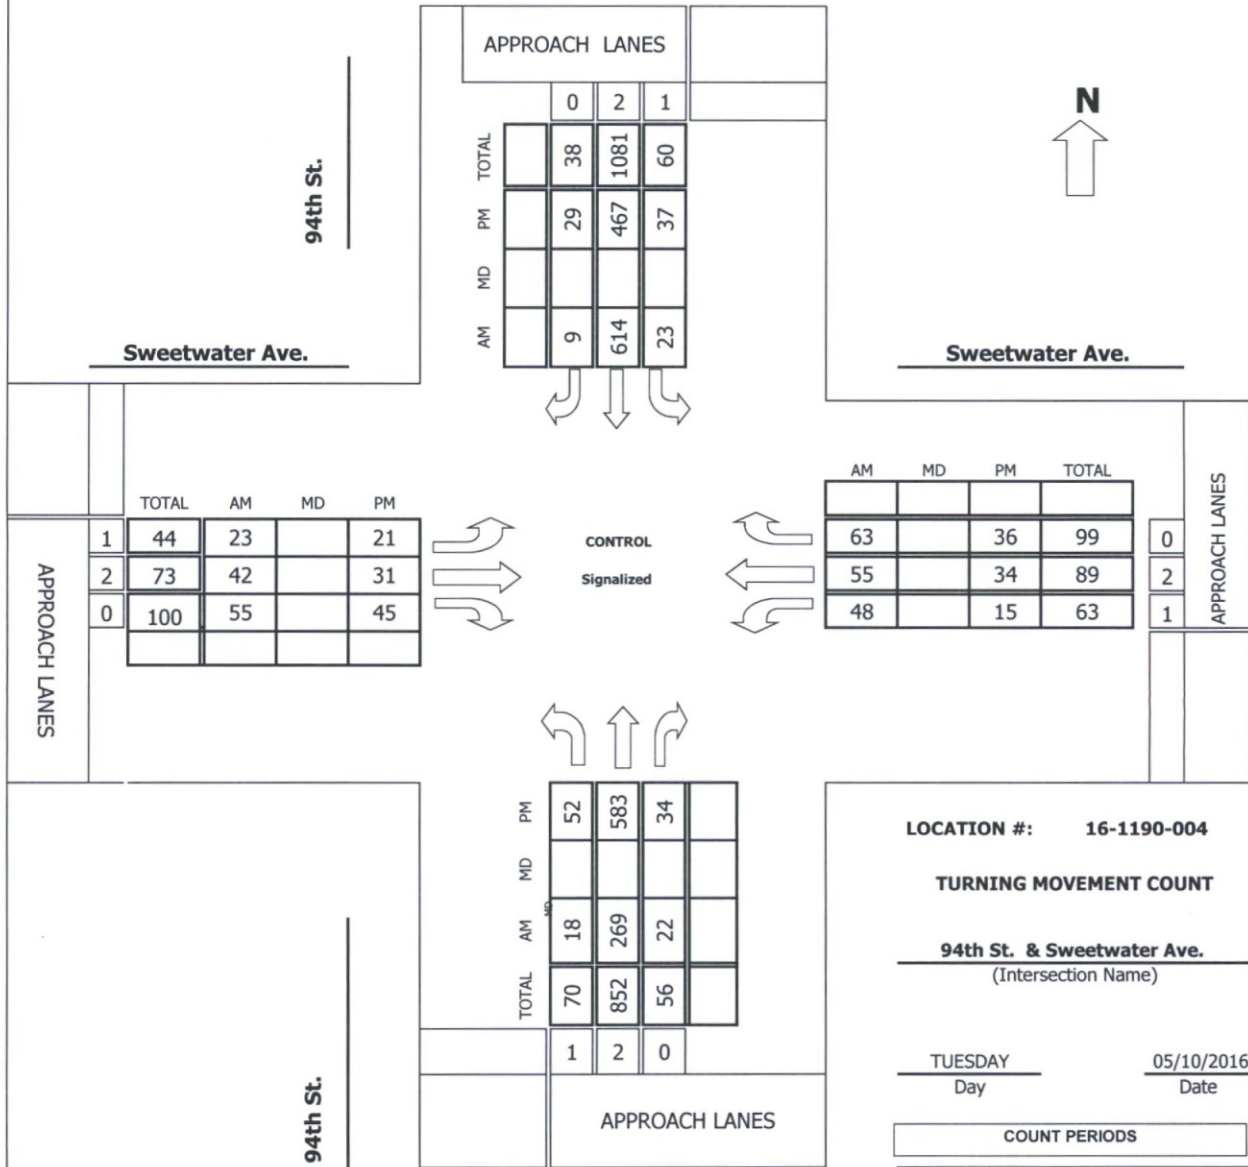 APPROACH LANES
0 2 1
TOTAL 38 1081 60
94th St.
PM 29 467 37
MD
AM 9 614 23
N
Sweetwater Ave.
Sweetwater Ave.
TOTAL AM MD PM
1 44 23 21
2 73 42 31
0 100 55 45
APPROACH LANES
CONTROL
Signalized
AM MD PM TOTAL
63 36 99 0
55 34 89 2
48 15 63 1
APPROACH LANES
PM 52 583 34
MD
MD
AM 18 269 22
TOTAL 70 852 56
1 2 0
APPROACH LANES
94th St.
LOCATION #: 16-1190-004
TURNING MOVEMENT COUNT
94th St. & Sweetwater Ave.
(Intersection Name)
TUESDAY 05/10/2016
Day Date
COUNT PERIODS